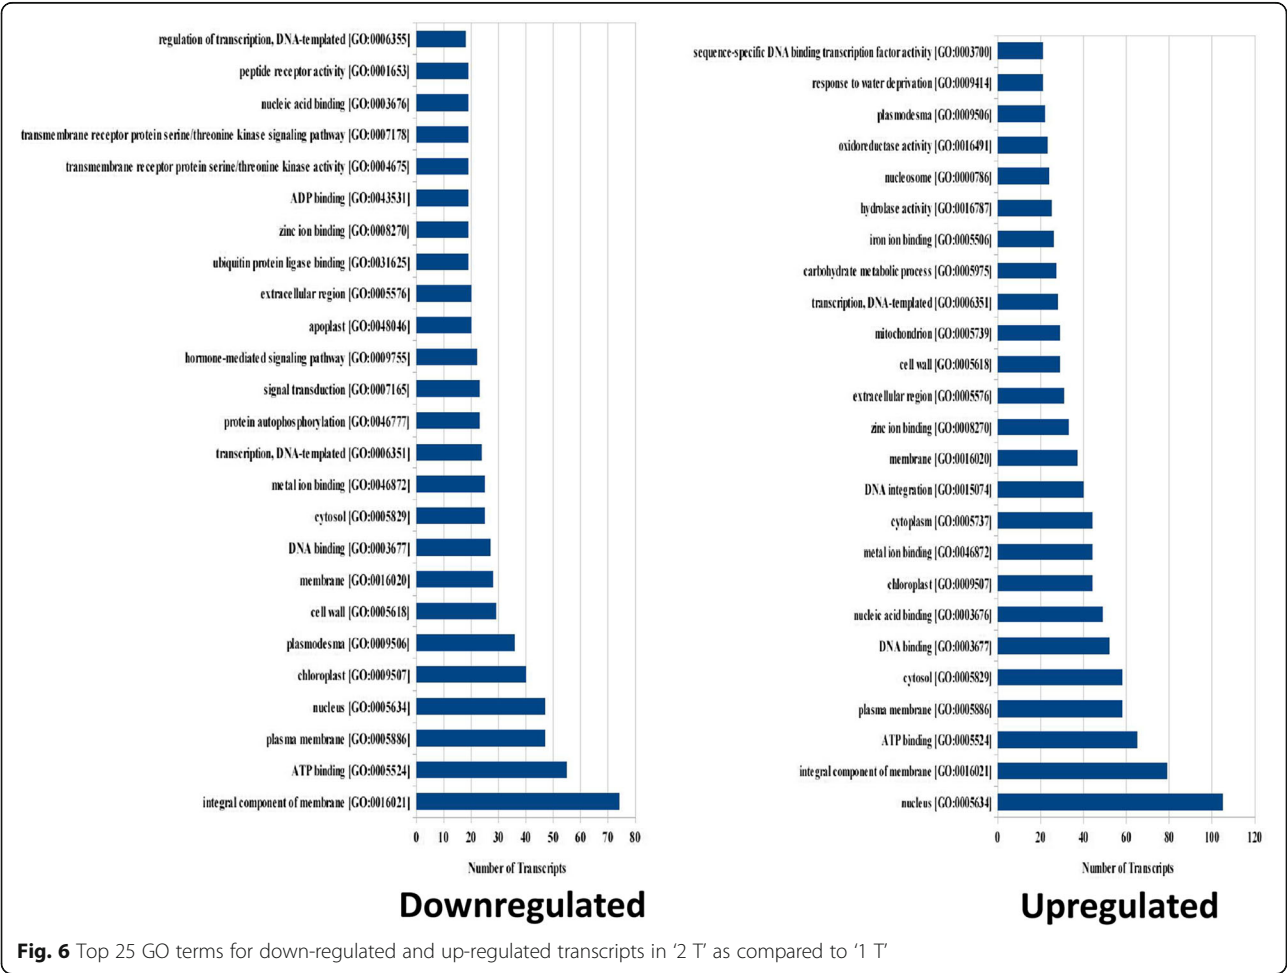 regulation of transcription, DNA-templated [GO:0006355]
peptide receptor activity [GO:0001653]
nucleic acid binding [GO:0003676]
transmembrane receptor protein serine/threonine kinase signaling pathway [GO:0007178]
transmembrane receptor protein serine/threonine kinase activity [GO:0004675]
ADP binding [GO:0043531]
zinc ion binding [GO:0008270]
ubiquitin protein ligase binding [GO:0031625]
extracellular region [GO:0005576]
apoplast [GO:0048046]
hormone-mediated signaling pathway [GO:0009755]
signal transduction [GO:0007165]
protein autophosphorylation [GO:0046777]
transcription, DNA-templated [GO:0006351]
metal ion binding [GO:0046872]
cytosol [GO:0005829]
DNA binding [GO:0003677]
membrane [GO:0016020]
cell wall [GO:0005618]
plasmodesma [GO:0009506]
chloroplast [GO:0009507]
nucleus [GO:0005634]
plasma membrane [GO:0005886]
ATP binding [GO:0005524]
integral component of membrane [GO:0016021]
0 10 20 30 40 50 60 70 80
Number of Transcripts
Downregulated
sequence-specific DNA binding transcription factor activity [GO:0003700]
response to water deprivation [GO:0009414]
plasmodesma [GO:0009506]
oxidoreductase activity [GO:0016491]
nucleosome [GO:0000786]
hydrolase activity [GO:0016787]
iron ion binding [GO:0005506]
carbohydrate metabolic process [GO:0005975]
transcription, DNA-templated [GO:0006351]
mitochondrion [GO:0005739]
cell wall [GO:0005618]
extracellular region [GO:0005576]
zinc ion binding [GO:0008270]
membrane [GO:0016020]
DNA integration [GO:0015074]
cytoplasm [GO:0005737]
metal ion binding [GO:0046872]
chloroplast [GO:0009507]
nucleic acid binding [GO:0003676]
DNA binding [GO:0003677]
cytosol [GO:0005829]
plasma membrane [GO:0005886]
ATP binding [GO:0005524]
integral component of membrane [GO:0016021]
nucleus [GO:0005634]
0 20 40 60 80 100 120
Number of Transcripts
Upregulated
Fig. 6 Top 25 GO terms for down-regulated and up-regulated transcripts in ‘2 T’ as compared to ‘1 T’